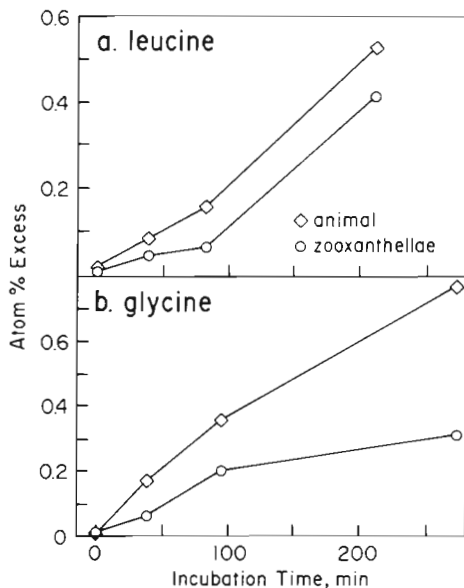 a. leucine
0.6
0.4
0.2
animal
zooxanthellae
Atom % Excess
b. glycine
0.6
0.4
0.2
0
0 100 200
Incubation Time, min